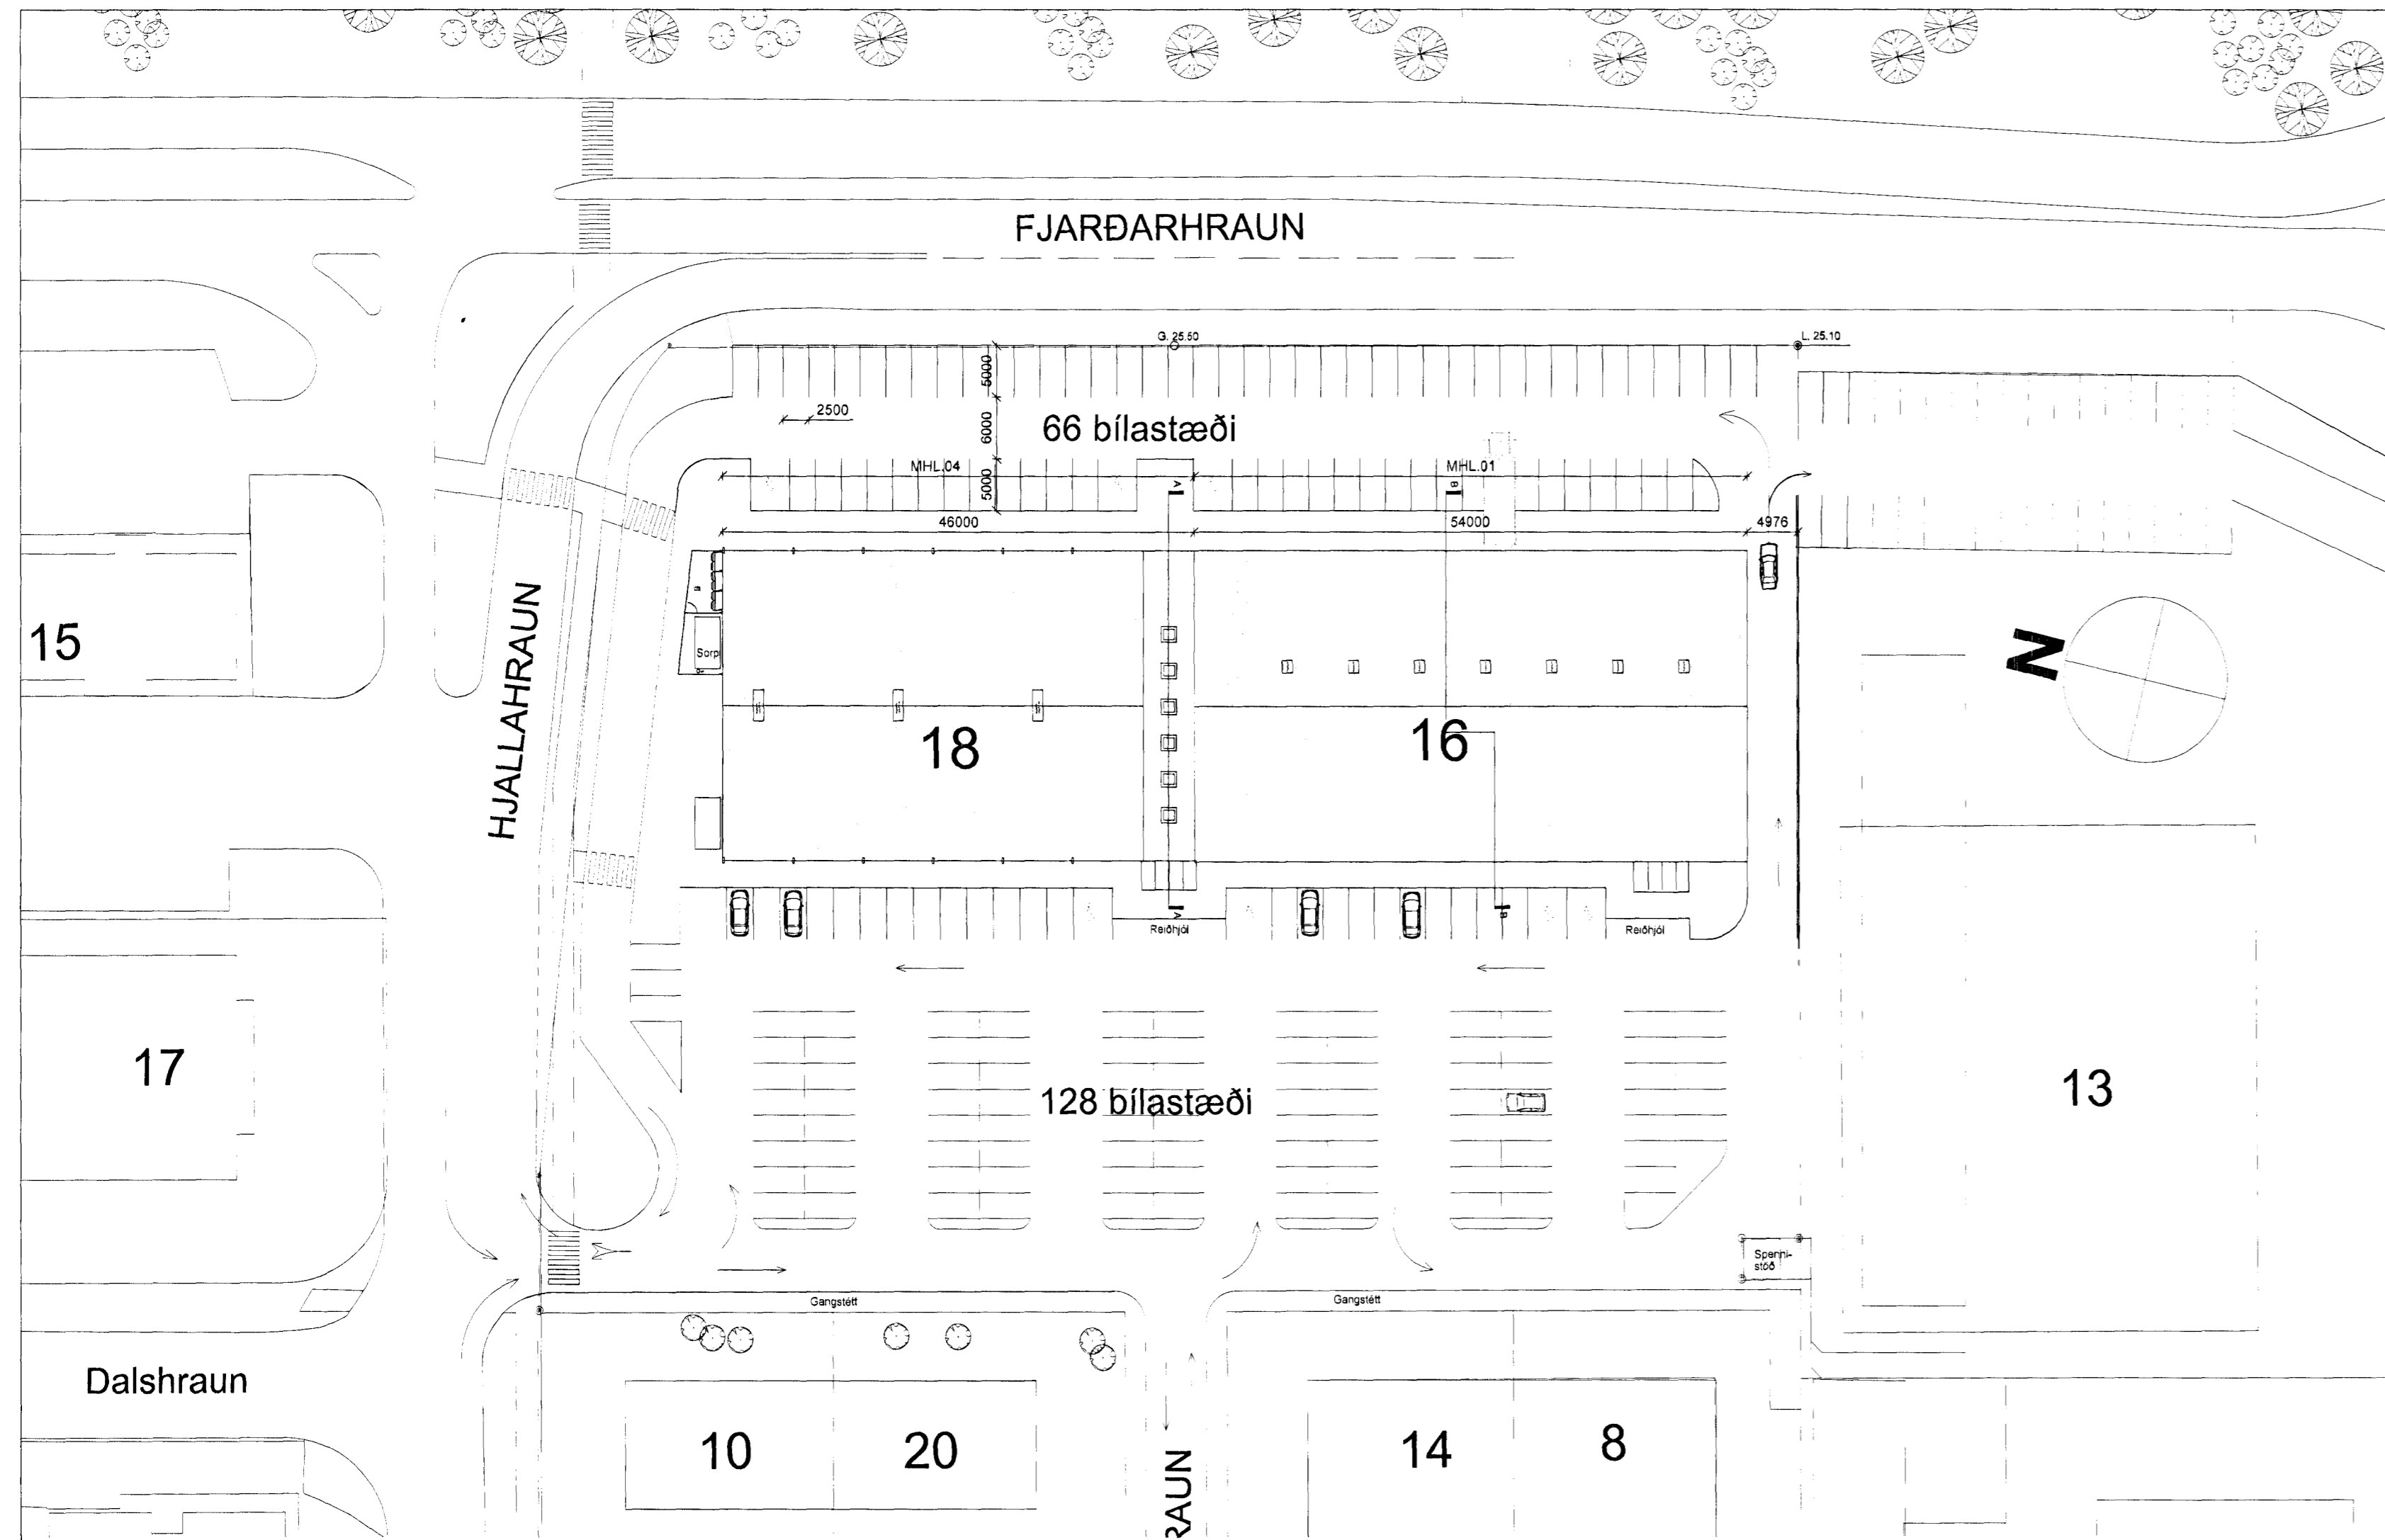 FJARÐARHRAUN
G. 25.50
L. 25.10
5000
2500
6000
66 bílastæði
MHL.04
MHL.01
5000
A
B
46000
54000
4976
15
HJALLAHRAUN
N
Sorp
18
16
A
B
Reiðhjól
Reiðhjól
17
128 bílastæði
13
Spenni-
stöð
Gangstétt
Gangstétt
Dalshraun
10
20
14
8
RAUN